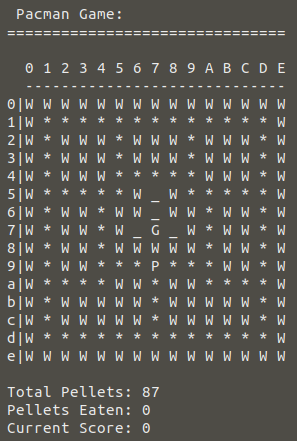 Pacman Game:
===============================
0 1 2 3 4 5 6 7 8 9 A B C D E
-----------------------------
0|W W W W W W W W W W W W W W W
1|W * * * * * * * * * * * * * W
2|W * W W W * W W W * W W W * W
3|W * W W W * W W W * W W W * W
4|W * W W W * * * * * W W W * W
5|W * * * * * W _ W * * * * * W
6|W * W W * W W _ W W * W W * W
7|W * W W * W _ G _ W * W W * W
8|W * W W * W W W W W * W W * W
9|W * W W * * * P * * * W W * W
a|W * * * * W W * W W * * * * W
b|W * W W W W W * W W W W W * W
c|W * W W W W W * W W W W W * W
d|W * * * * * * * * * * * * * W
e|W W W W W W W W W W W W W W W
Total Pellets: 87
Pellets Eaten: 0
Current Score: 0